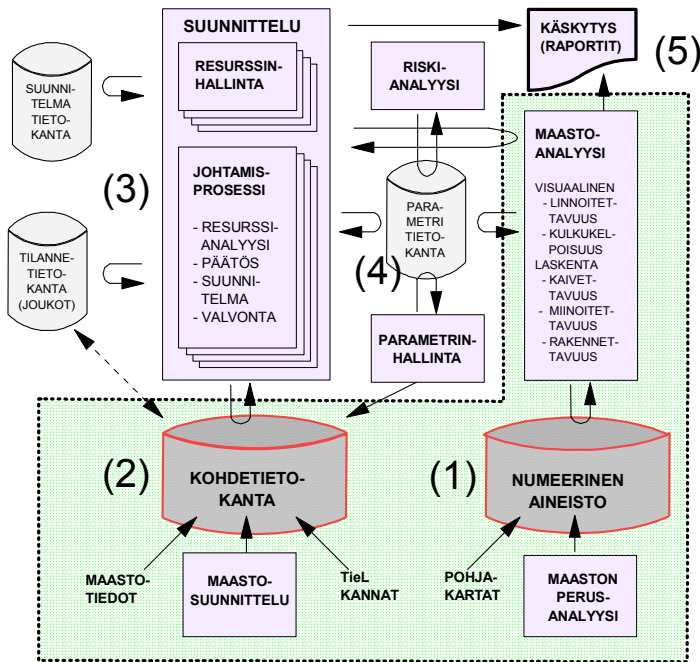 SUUNNITTELU
RESURSSIN-
HALLINTA
JOHTAMIS-
PROSESSI
- RESURSSI-
ANALYYSI
- PÄÄTÖS
- SUUNNI-
TELMA
- VALVONTA
SUUNNI-
TELMA
TIETO-
KANTA
(3)
TILANNE-
TIETO-
KANTA
(JOUKOT)
RISKI-
ANALYYSI
PARA-
METRI
TIETO-
KANTA
(4)
PARAMETRIN-
HALLINTA
KÄSKYTYS
(RAPORTIT)
(5)
MAASTO-
ANALYYSI
VISUAALINEN
- LINNOITET-
TAVUUS
- KULKUKEL-
POISUUS
LASKENTA
- KAIVET-
TAVUUS
- MIINOITET-
TAVUUS
- RAKENNET-
TAVUUS
(2)
KOHDETIETO-
KANTA
MAASTO-
TIEDOT
MAASTO-
SUUNNITTELU
TieL
KANNAT
(1)
NUMEERINEN
AINEISTO
POHJA-
KARTAT
MAASTON
PERUS-
ANALYYSI